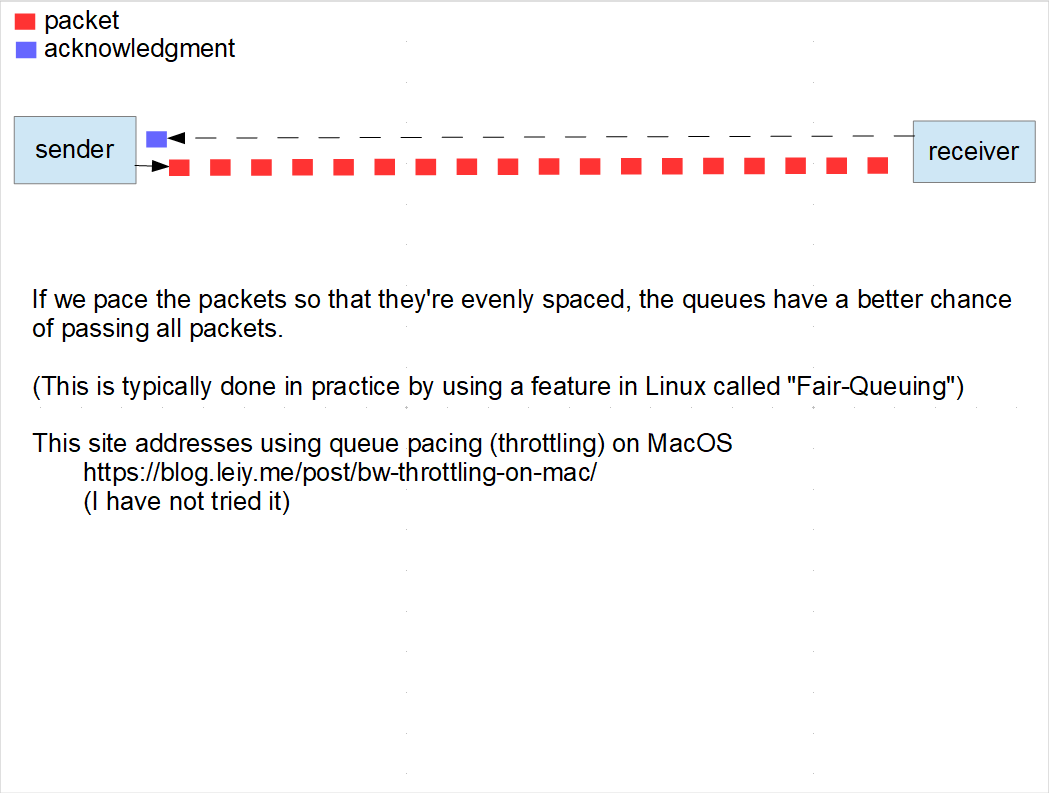 packet
acknowledgment
sender
receiver
If we pace the packets so that they're evenly spaced, the queues have a better chance
of passing all packets.
(This is typically done in practice by using a feature in Linux called "Fair-Queuing")
This site addresses using queue pacing (throttling) on MacOS
https://blog.leiy.me/post/bw-throttling-on-mac/
(I have not tried it)